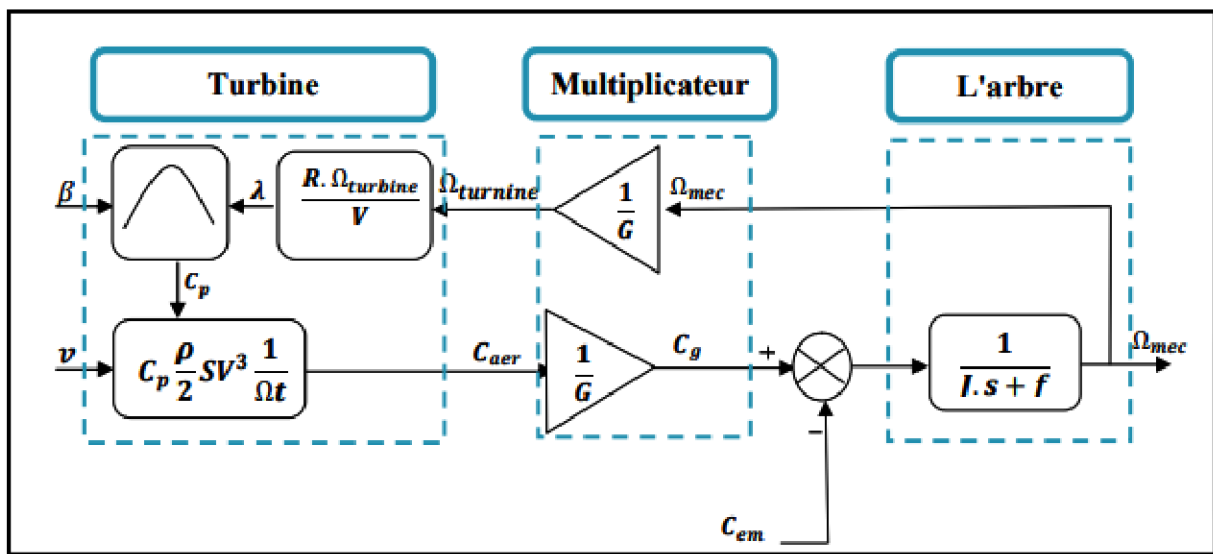 Turbine
Multiplicateur
L'arbre
β
λ
R.Ω_turbine
V
Ω_turnine
1
G
Ω_mec
C_p
v
C_p ρ/2 SV³ 1/Ωt
C_aer
1
G
C_g
+
−
1
J.s + f
Ω_mec
C_em